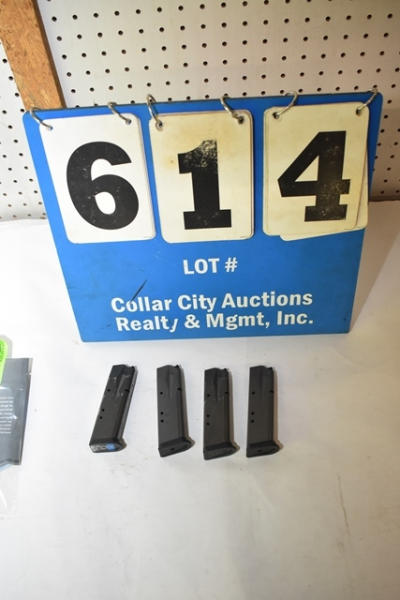 614
LOT #
Collar City Auctions
Realty & Mgmt, Inc.